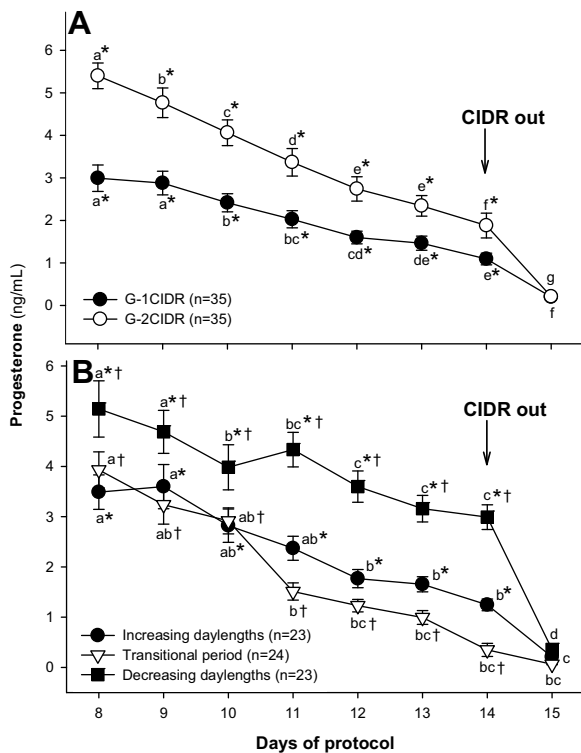 A
6
5
4
3
2
1
0
a*
b*
c*
d*
e*
e*
f*
g
CIDR out
a*
a*
b*
bc*
cd*
de*
e*
f
G-1CIDR (n=35)
G-2CIDR (n=35)
Progesterone (ng/mL)
B
6
5
4
3
2
1
0
a*†
a*†
b*†
bc*†
c*†
c*†
c*†
d
CIDR out
a†
a*
ab†
ab*
b*
b*
b*
c
a*
ab†
ab*
b†
bc†
bc†
bc†
bc
Increasing daylengths (n=23)
Transitional period (n=24)
Decreasing daylengths (n=23)
8 9 10 11 12 13 14 15
Days of protocol